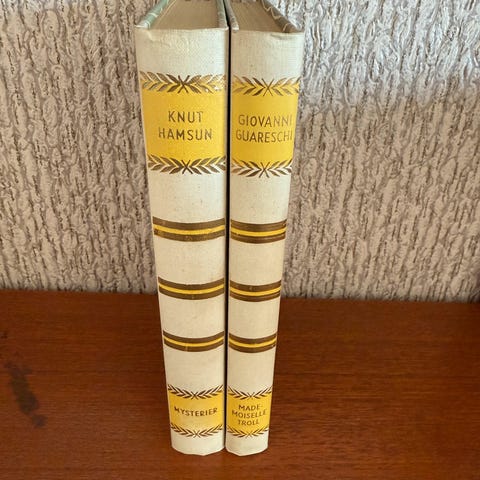 KNUT
HAMSUN
MYSTERIER
GIOVANNI
GUARESCHI
MADE-
MOISELLE
TROLL